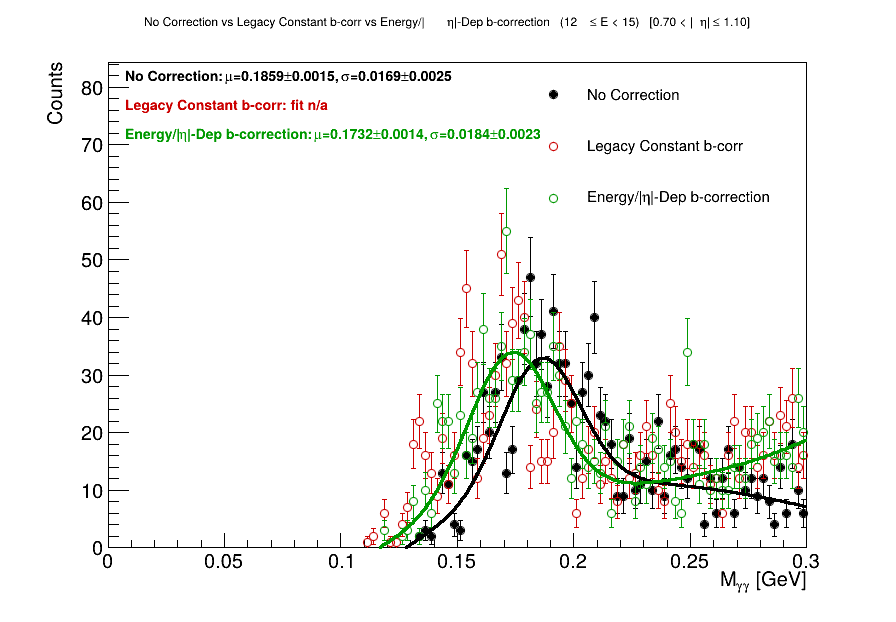 No Correction vs Legacy Constant b-corr vs Energy/| η|-Dep b-correction (12 ≤ E < 15) [0.70 < | η| ≤ 1.10]
Counts
No Correction: μ=0.1859±0.0015, σ=0.0169±0.0025
Legacy Constant b-corr: fit n/a
Energy/|η|-Dep b-correction: μ=0.1732±0.0014, σ=0.0184±0.0023
No Correction
Legacy Constant b-corr
Energy/|η|-Dep b-correction
80
70
60
50
40
30
20
10
0
0 0.05 0.1 0.15 0.2 0.25 0.3
Mγγ [GeV]